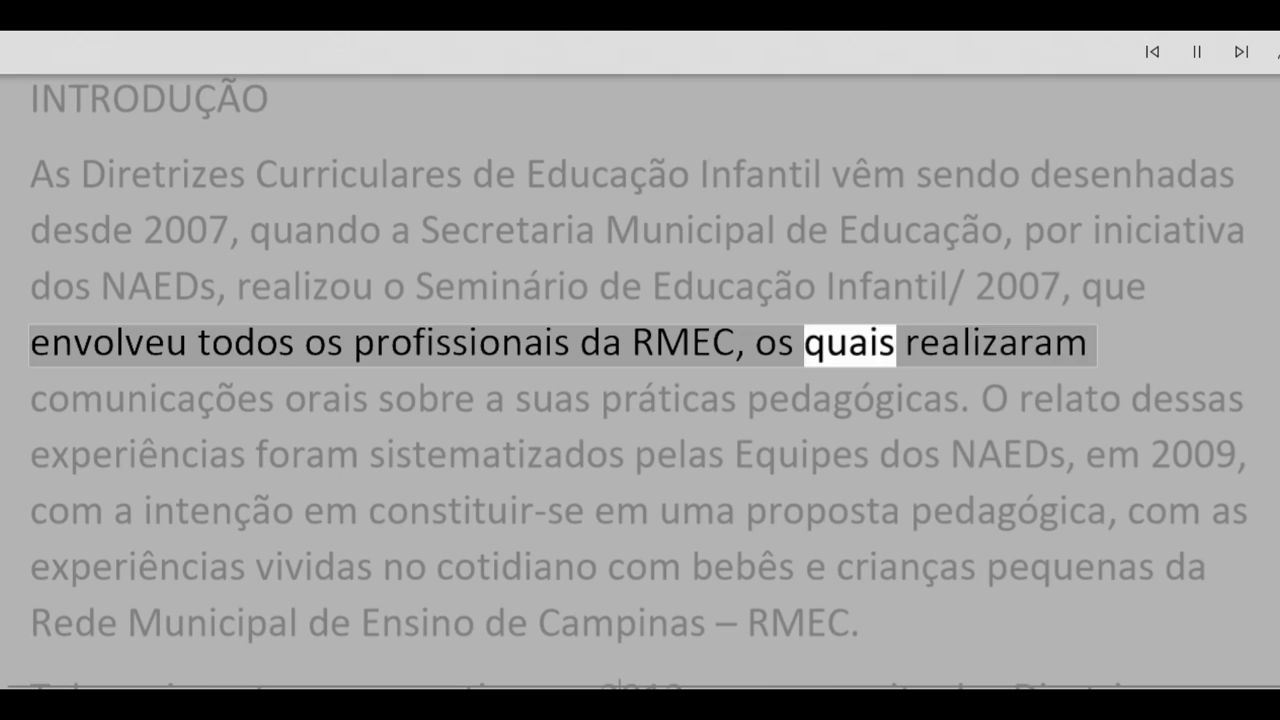 INTRODUÇÃO
As Diretrizes Curriculares de Educação Infantil vêm sendo desenhadas
desde 2007, quando a Secretaria Municipal de Educação, por iniciativa
dos NAEDs, realizou o Seminário de Educação Infantil/ 2007, que
envolveu todos os profissionais da RMEC, os quais realizaram
comunicações orais sobre a suas práticas pedagógicas. O relato dessas
experiências foram sistematizados pelas Equipes dos NAEDs, em 2009,
com a intenção em constituir-se em uma proposta pedagógica, com as
experiências vividas no cotidiano com bebês e crianças pequenas da
Rede Municipal de Ensino de Campinas – RMEC.